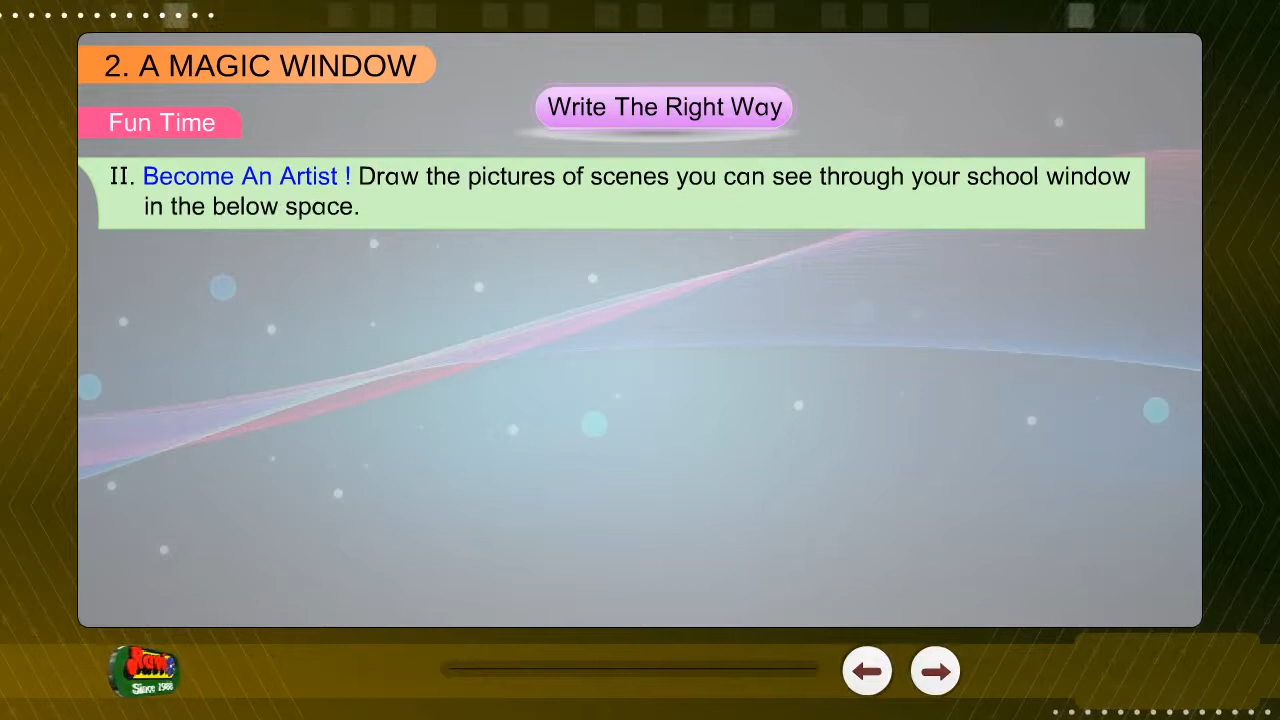 2. A MAGIC WINDOW
Write The Right Way
Fun Time
II. Become An Artist ! Draw the pictures of scenes you can see through your school window
in the below space.
Since 1988